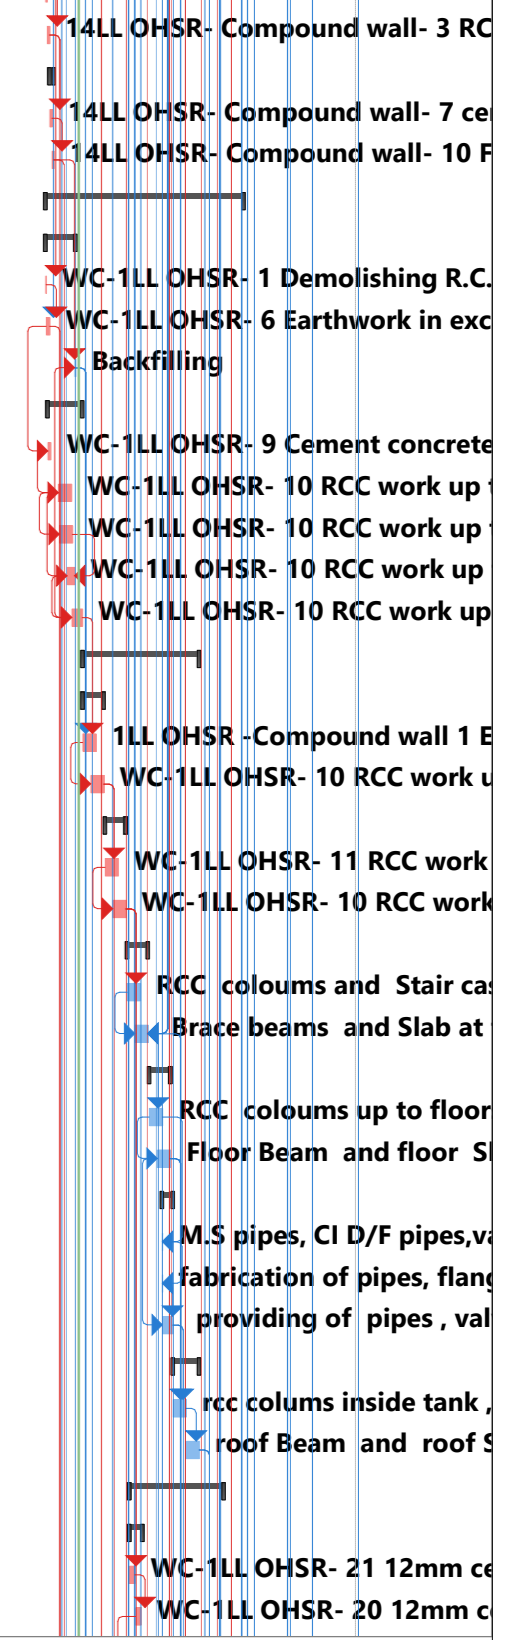 14LL OHSR- Compound wall- 3 RC
14LL OHSR- Compound wall- 7 ce
14LL OHSR- Compound wall- 10 F
WC-1LL OHSR- 1 Demolishing R.C.
WC-1LL OHSR- 6 Earthwork in exc
Backfilling
WC-1LL OHSR- 9 Cement concrete
WC-1LL OHSR- 10 RCC work up t
WC-1LL OHSR- 10 RCC work up t
WC-1LL OHSR- 10 RCC work up
WC-1LL OHSR- 10 RCC work up
1LL OHSR -Compound wall 1 E
WC-1LL OHSR- 10 RCC work u
WC-1LL OHSR- 11 RCC work
WC-1LL OHSR- 10 RCC work
RCC  coloums and  Stair cas
Brace beams  and Slab at
RCC  coloums up to floor
Floor Beam  and floor  Sl
M.S pipes, CI D/F pipes,va
fabrication of pipes, flang
providing of  pipes , val
rcc colums inside tank ,
roof Beam  and  roof S
WC-1LL OHSR- 21 12mm ce
WC-1LL OHSR- 20 12mm ce